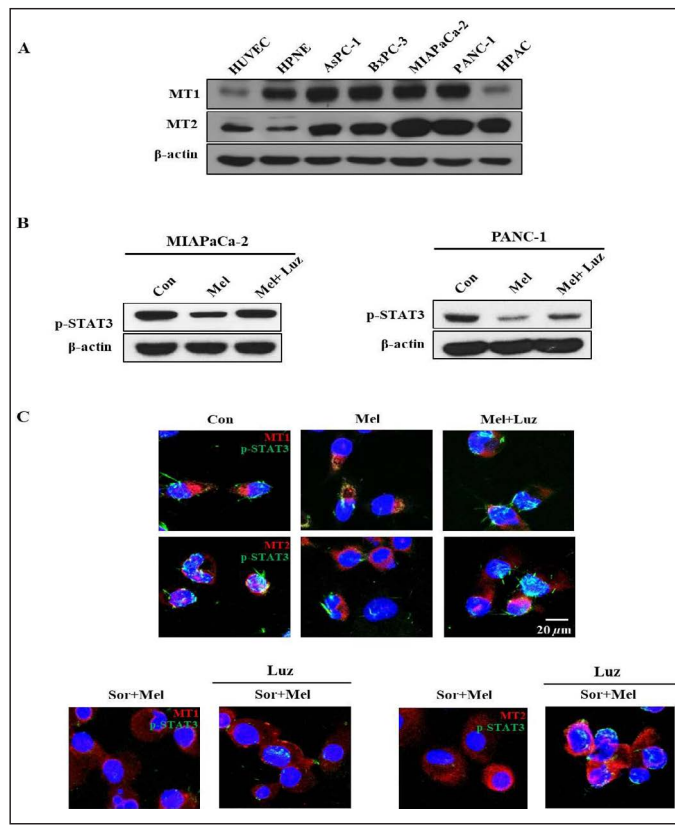 A
HUVEC HPNE AsPC-1 BxPC-3 MIAPaCa-2 PANC-1 HPAC
MT1
MT2
β-actin
B
MIAPaCa-2 PANC-1
Con Mel Mel+ Luz Con Mel Mel+ Luz
p-STAT3 p-STAT3
β-actin β-actin
C
Con Mel Mel+Luz
MT1
p-STAT3
MT2
p-STAT3
20 µm
Luz Luz
Sor+Mel Sor+Mel Sor+Mel Sor+Mel
MT1 MT2
p-STAT3 p-STAT3